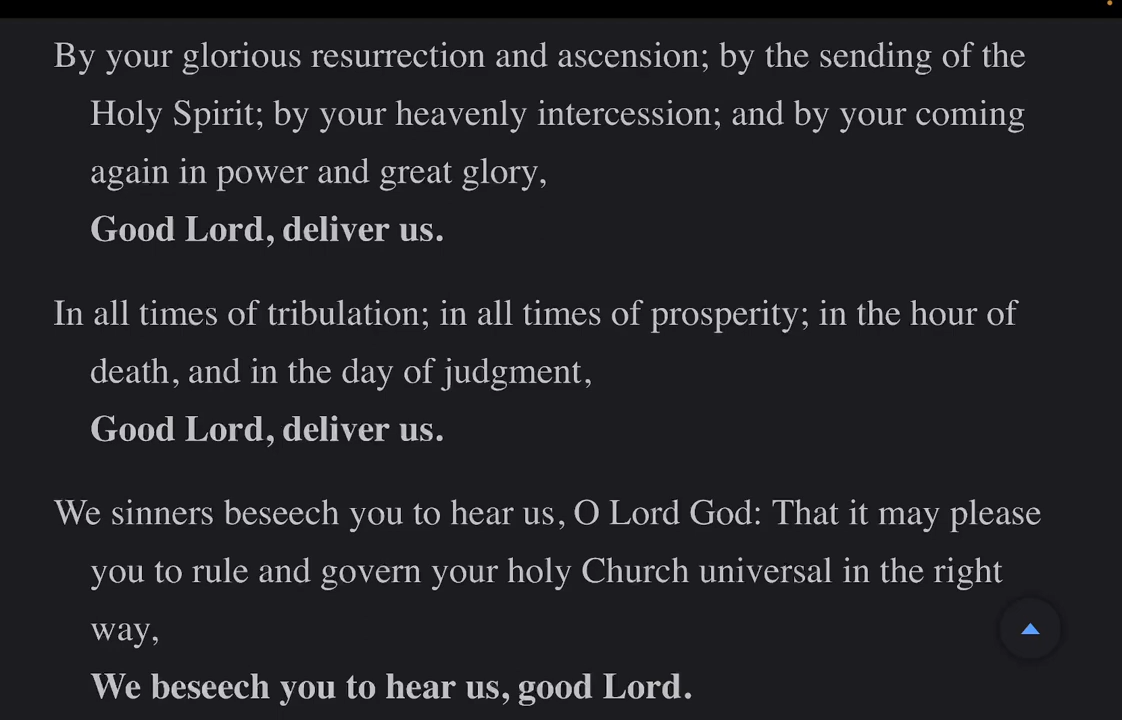 By your glorious resurrection and ascension; by the sending of the
Holy Spirit; by your heavenly intercession; and by your coming
again in power and great glory,
Good Lord, deliver us.
In all times of tribulation; in all times of prosperity; in the hour of
death, and in the day of judgment,
Good Lord, deliver us.
We sinners beseech you to hear us, O Lord God: That it may please
you to rule and govern your holy Church universal in the right
way,
We beseech you to hear us, good Lord.